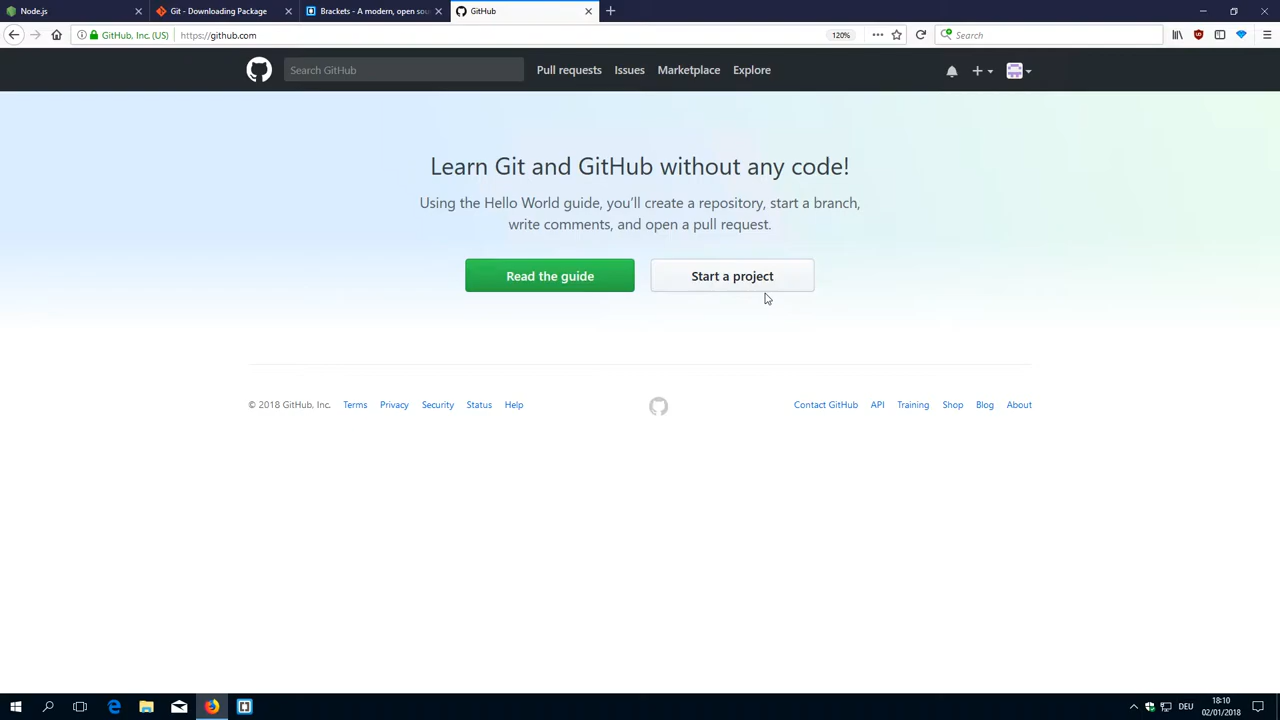 Node.js
Git - Downloading Package
Brackets - A modern, open sou
GitHub
GitHub, Inc. (US)
https://github.com
120%
Search
Search GitHub
Pull requests
Issues
Marketplace
Explore
Learn Git and GitHub without any code!
Using the Hello World guide, you’ll create a repository, start a branch,
write comments, and open a pull request.
Read the guide
Start a project
© 2018 GitHub, Inc.
Terms
Privacy
Security
Status
Help
Contact GitHub
API
Training
Shop
Blog
About
DEU
18:10
02/01/2018